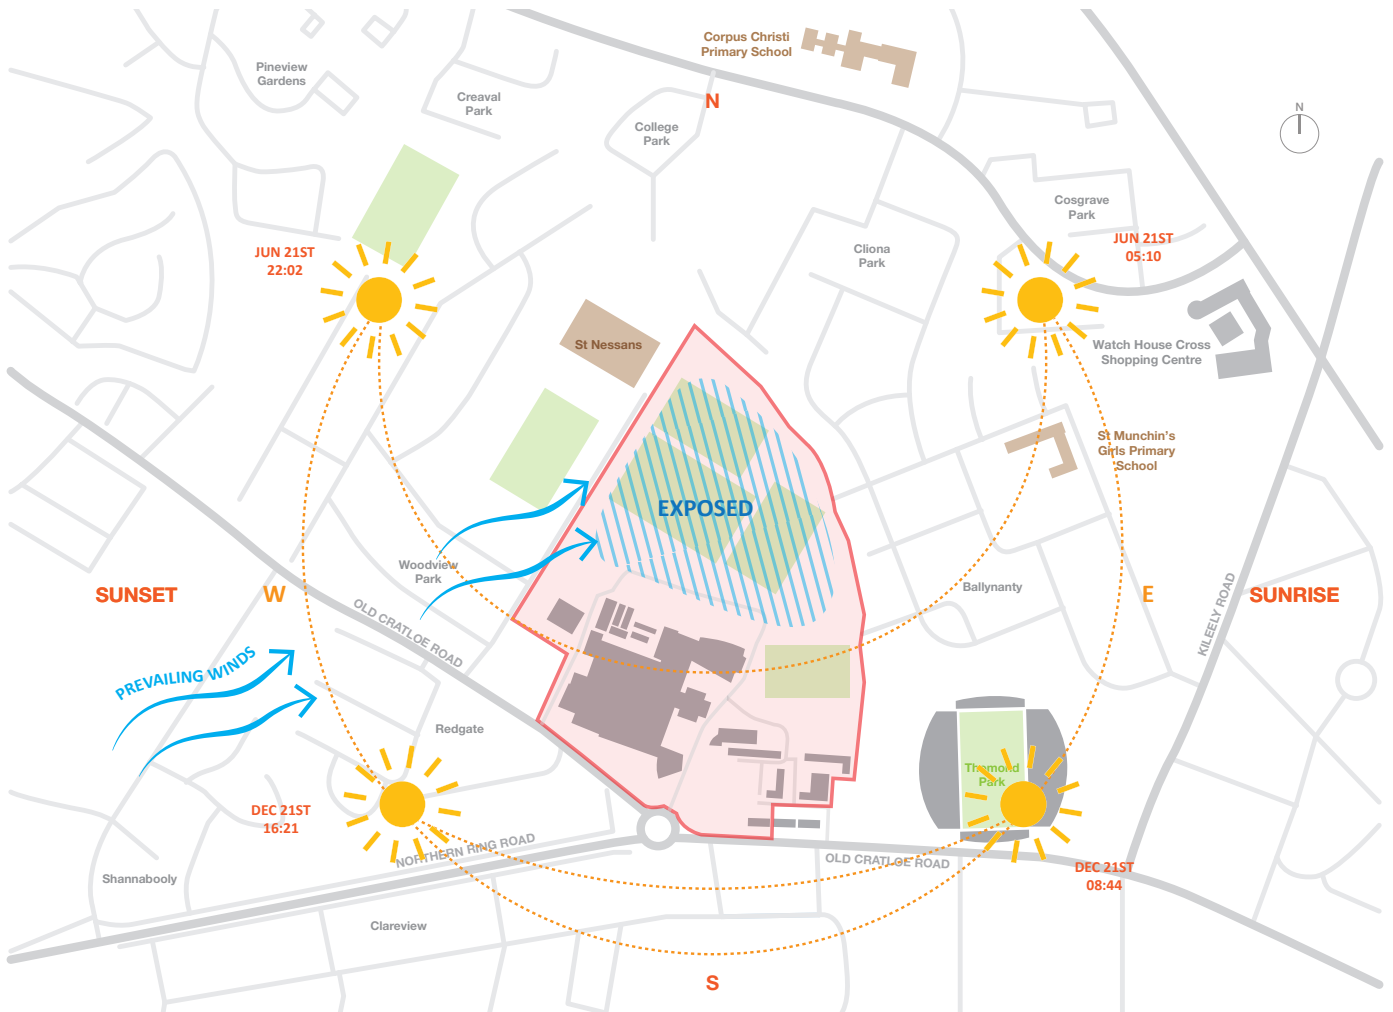 Corpus Christi
Primary School
Pineview
Gardens
Creaval
Park
N
N
College
Park
Cosgrave
Park
JUN 21ST
22:02
Cliona
Park
JUN 21ST
05:10
St Nessans
Watch House Cross
Shopping Centre
St Munchin's
Girls Primary
School
EXPOSED
Woodview
Park
Ballynanty
SUNSET
W
E
SUNRISE
OLD CRATLOE ROAD
KILEELY ROAD
PREVAILING WINDS
Redgate
Thomond
Park
DEC 21ST
16:21
NORTHERN RING ROAD
OLD CRATLOE ROAD
DEC 21ST
08:44
Shannabooly
Clareview
S